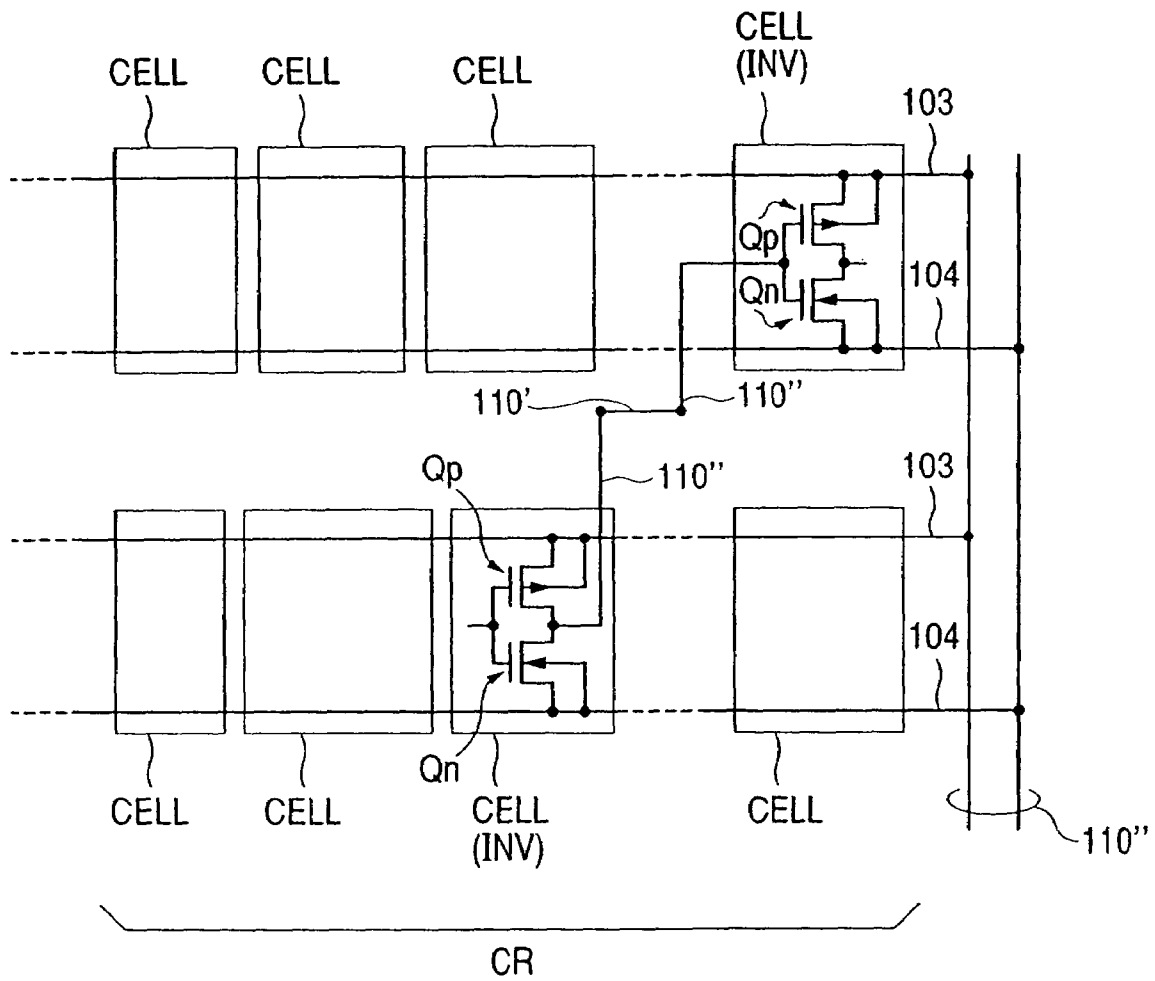 CELL
(INV)
CELL
CELL
CELL
103
Qp
104
Qn
110'
110''
Qp
110''
103
104
Qn
CELL
CELL
CELL
(INV)
CELL
110''
CR